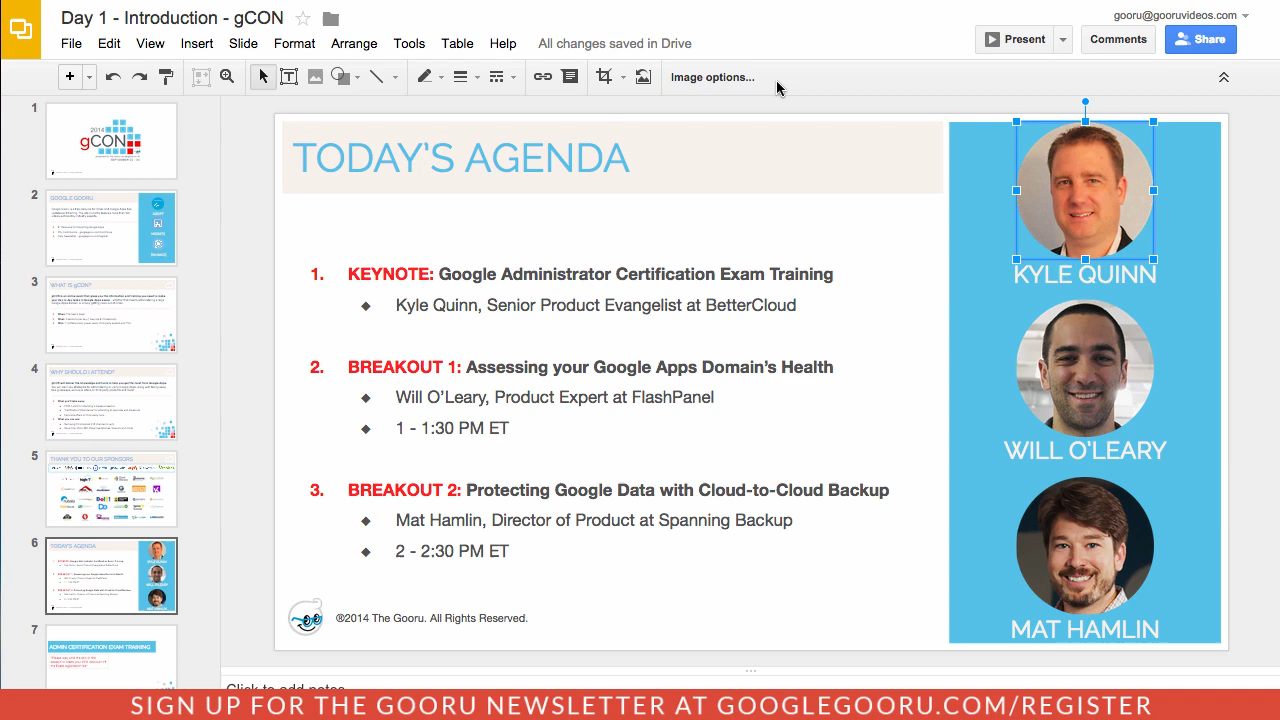 Day 1 - Introduction - gCON
gooru@gooruvideos.com
File Edit View Insert Slide Format Arrange Tools Table Help All changes saved in Drive
Present Comments Share
Image options...
1
2014
gCON
2
GOOGLE GOORU
3
WHAT IS gCON?
4
WHY SHOULD I ATTEND?
5
THANK YOU TO OUR SPONSORS
6
TODAY'S AGENDA
7
ADMIN CERTIFICATION EXAM TRAINING
TODAY'S AGENDA
1. KEYNOTE: Google Administrator Certification Exam Training
◆ Kyle Quinn, Senior Product Evangelist at BetterCloud
2. BREAKOUT 1: Assessing your Google Apps Domain's Health
◆ Will O'Leary, Product Expert at FlashPanel
◆ 1 - 1:30 PM ET
3. BREAKOUT 2: Protecting Google Data with Cloud-to-Cloud Backup
◆ Mat Hamlin, Director of Product at Spanning Backup
◆ 2 - 2:30 PM ET
®2014 The Gooru. All Rights Reserved.
KYLE QUINN
WILL O'LEARY
MAT HAMLIN
Click to add notes
SIGN UP FOR THE GOORU NEWSLETTER AT GOOGLEGOORU.COM/REGISTER